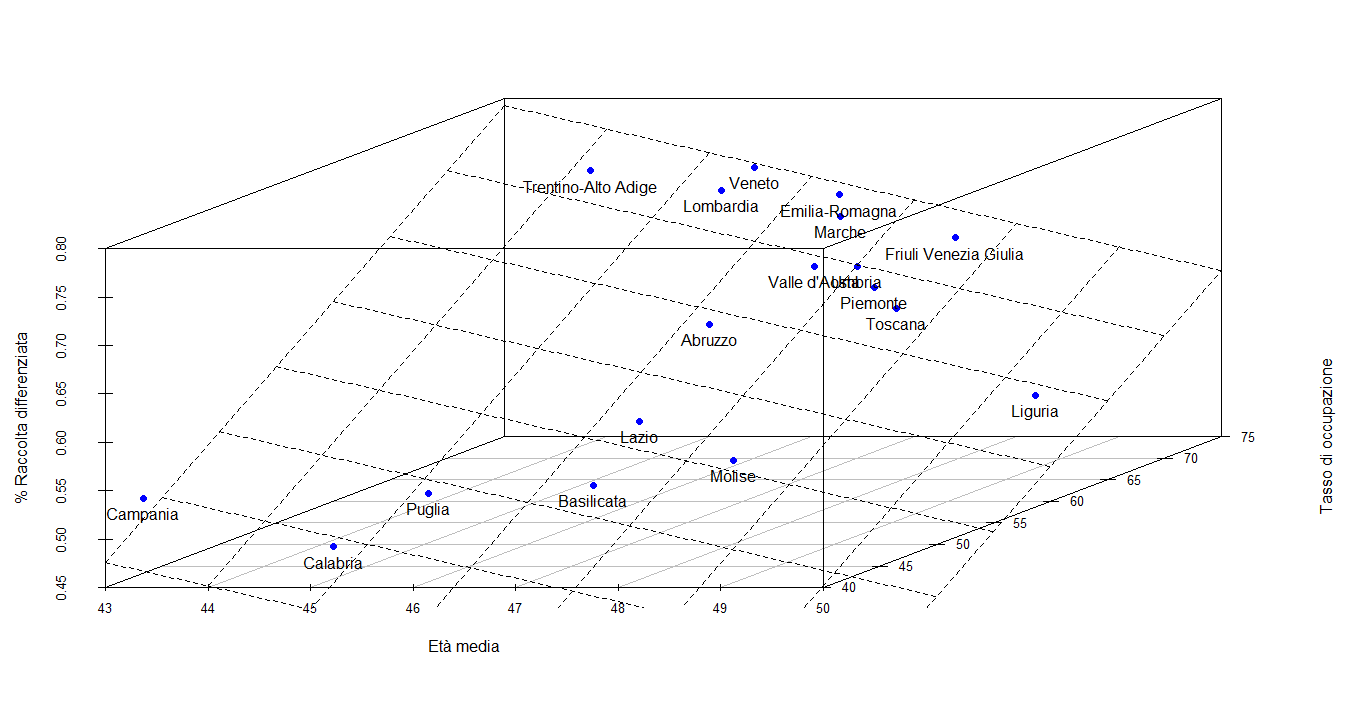 Trentino-Alto Adige
Veneto
Lombardia
Emilia-Romagna
Marche
Friuli Venezia Giulia
Valle d'Aosta
Umbria
Piemonte
Toscana
Abruzzo
Liguria
Lazio
Molise
Basilicata
Puglia
Campania
Calabria
% Raccolta differenziata
0.80
0.75
0.70
0.65
0.60
0.55
0.50
0.45
43 44 45 46 47 48 49 50
Età media
40
45
50
55
60
65
70
75
Tasso di occupazione